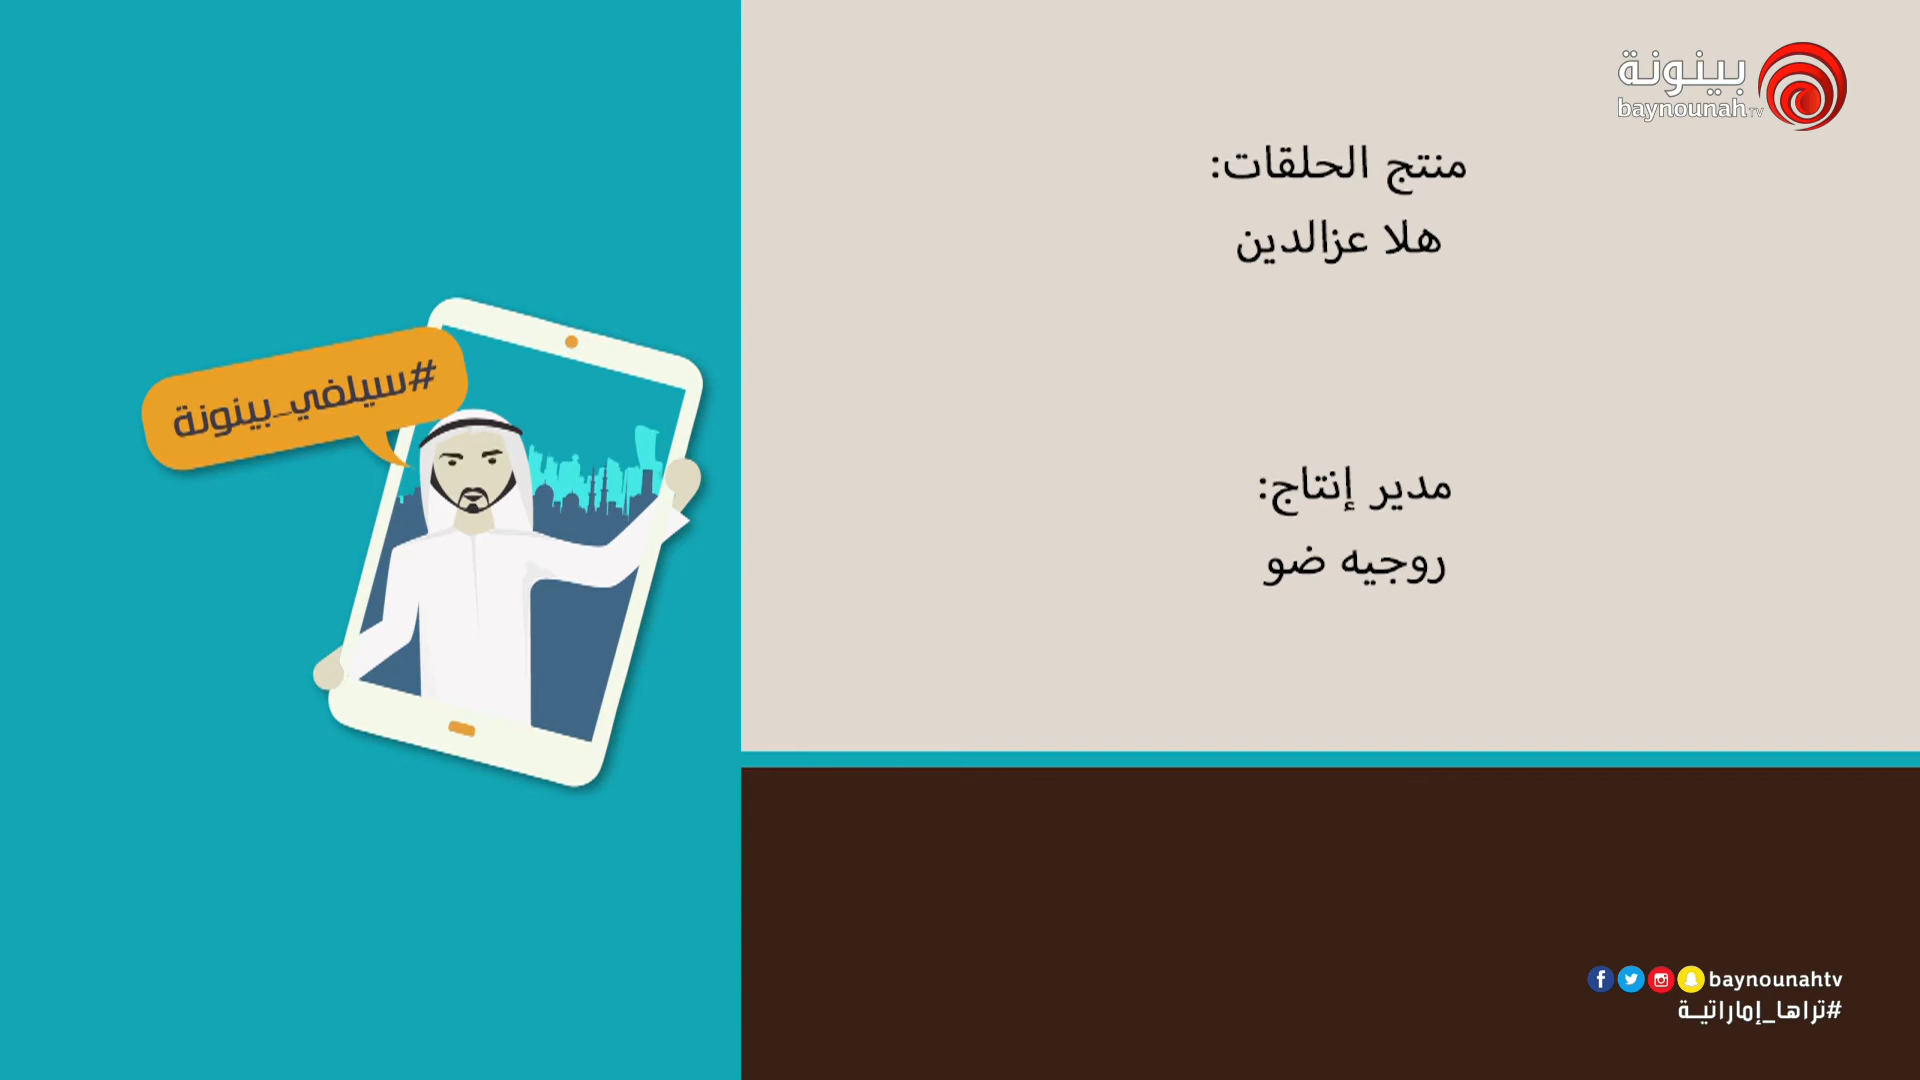 بينونة
baynounah TV
منتج الحلقات:
هلا عزالدين
#سيلفي_بينونة
مدير إنتاج:
روجيه ضو
baynounahtv
#تراها_إماراتيـة